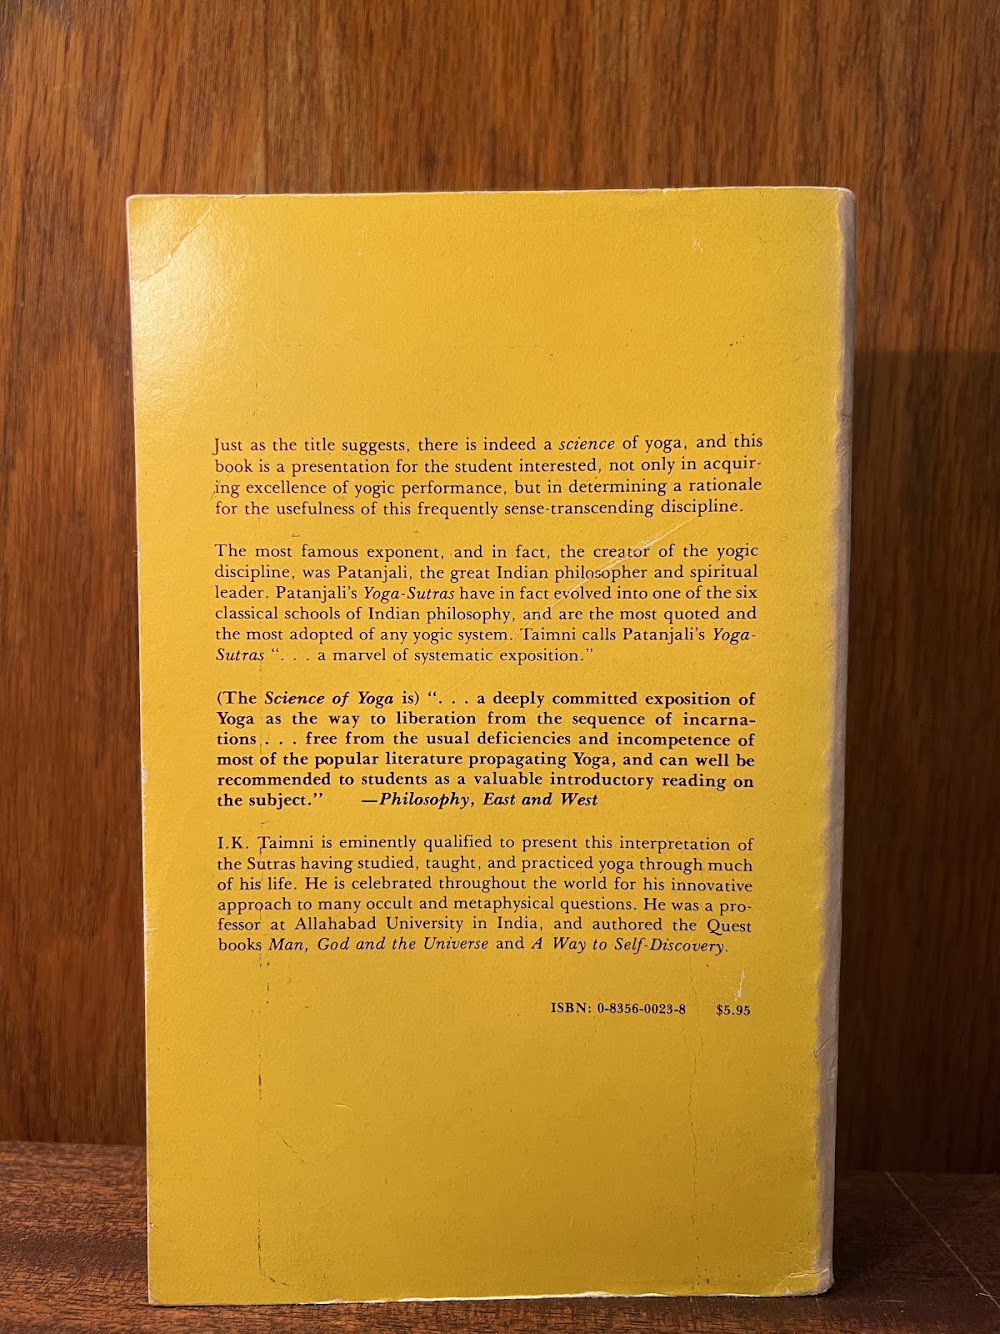 Just as the title suggests, there is indeed a science of yoga, and this
book is a presentation for the student interested, not only in acquir-
ing excellence of yogic performance, but in determining a rationale
for the usefulness of this frequently sense-transcending discipline.
The most famous exponent, and in fact, the creator of the yogic
discipline, was Patanjali, the great Indian philosopher and spiritual
leader. Patanjali's Yoga-Sutras have in fact evolved into one of the six
classical schools of Indian philosophy, and are the most quoted and
the most adopted of any yogic system. Taimni calls Patanjali's Yoga-
Sutras “. . . a marvel of systematic exposition.”
(The Science of Yoga is) “. . . a deeply committed exposition of
Yoga as the way to liberation from the sequence of incarna-
tions . . . free from the usual deficiencies and incompetence of
most of the popular literature propagating Yoga, and can well be
recommended to students as a valuable introductory reading on
the subject.” —Philosophy, East and West
I.K. Taimni is eminently qualified to present this interpretation of
the Sutras having studied, taught, and practiced yoga through much
of his life. He is celebrated throughout the world for his innovative
approach to many occult and metaphysical questions. He was a pro-
fessor at Allahabad University in India, and authored the Quest
books Man, God and the Universe and A Way to Self-Discovery.
ISBN: 0-8356-0023-8 $5.95